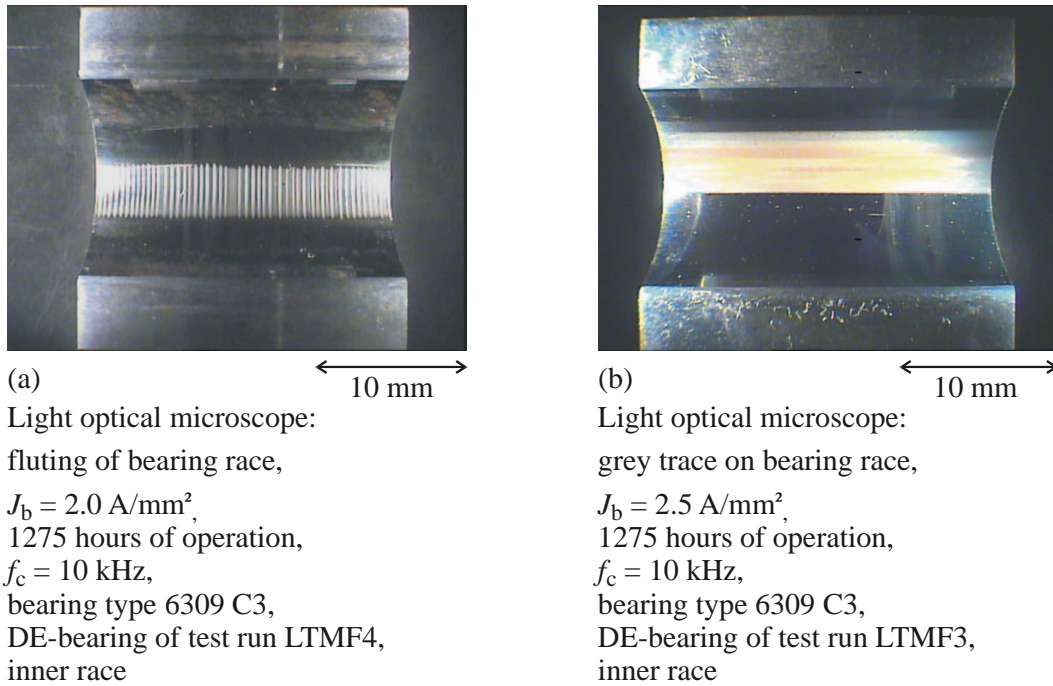 (a)
10 mm
Light optical microscope:
fluting of bearing race,
J_b = 2.0 A/mm²,
1275 hours of operation,
f_c = 10 kHz,
bearing type 6309 C3,
DE-bearing of test run LTMF4,
inner race
(b)
10 mm
Light optical microscope:
grey trace on bearing race,
J_b = 2.5 A/mm²,
1275 hours of operation,
f_c = 10 kHz,
bearing type 6309 C3,
DE-bearing of test run LTMF3,
inner race